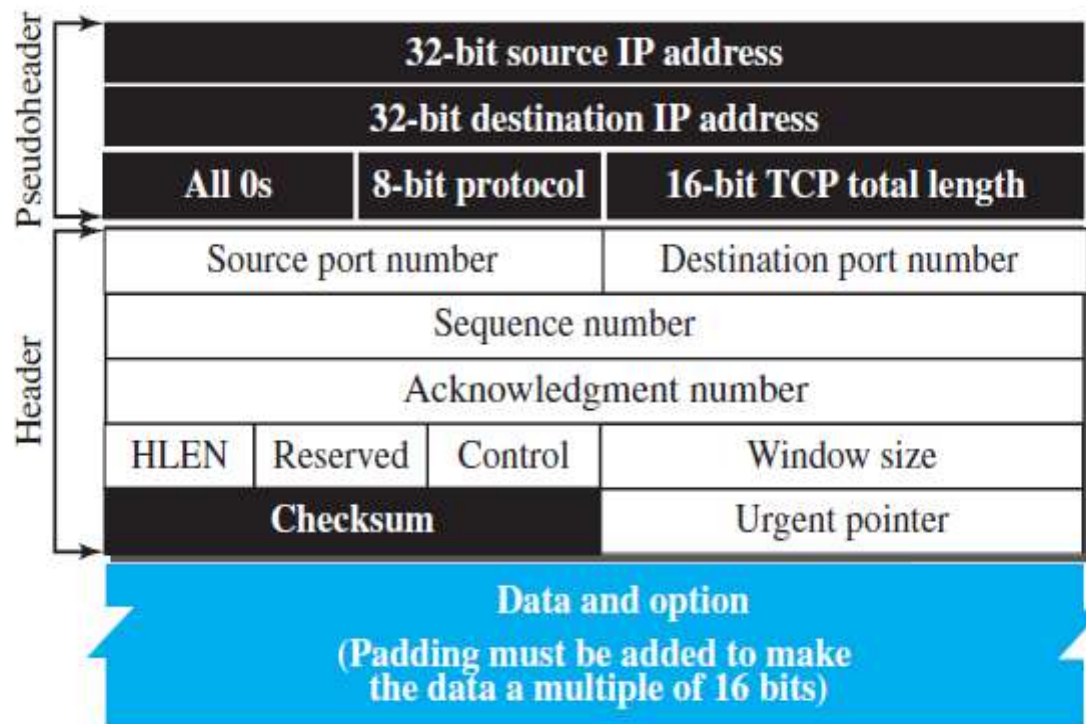 Pseudoheader
32-bit source IP address
32-bit destination IP address
All 0s 8-bit protocol 16-bit TCP total length
Header
Source port number Destination port number
Sequence number
Acknowledgment number
HLEN Reserved Control Window size
Checksum Urgent pointer
Data and option
(Padding must be added to make
the data a multiple of 16 bits)